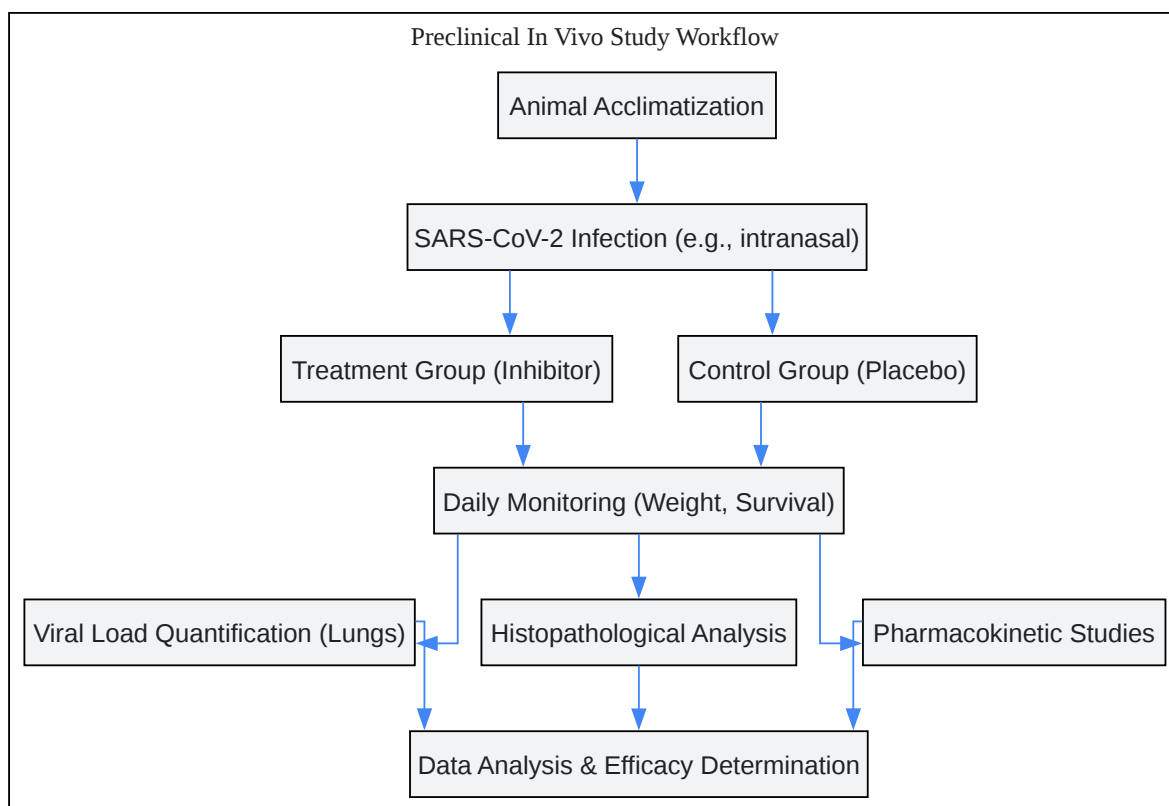 Preclinical In Vivo Study Workflow
Animal Acclimatization
SARS-CoV-2 Infection (e.g., intranasal)
Treatment Group (Inhibitor)
Control Group (Placebo)
Daily Monitoring (Weight, Survival)
Viral Load Quantification (Lungs)
Histopathological Analysis
Pharmacokinetic Studies
Data Analysis & Efficacy Determination